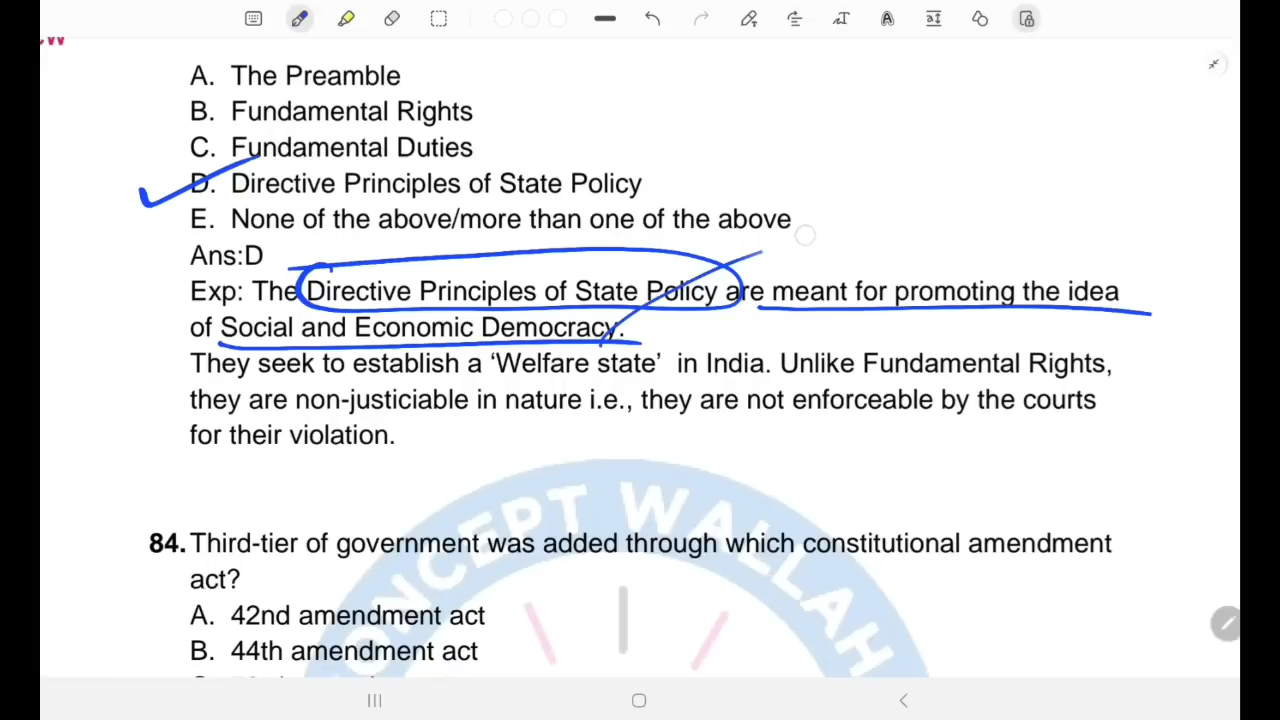 A. The Preamble
B. Fundamental Rights
C. Fundamental Duties
D. Directive Principles of State Policy
E. None of the above/more than one of the above
Ans:D
Exp: The Directive Principles of State Policy are meant for promoting the idea
of Social and Economic Democracy.
They seek to establish a ‘Welfare state’ in India. Unlike Fundamental Rights,
they are non-justiciable in nature i.e., they are not enforceable by the courts
for their violation.
CONCEPT WALLAH
84. Third-tier of government was added through which constitutional amendment
act?
A. 42nd amendment act
B. 44th amendment act